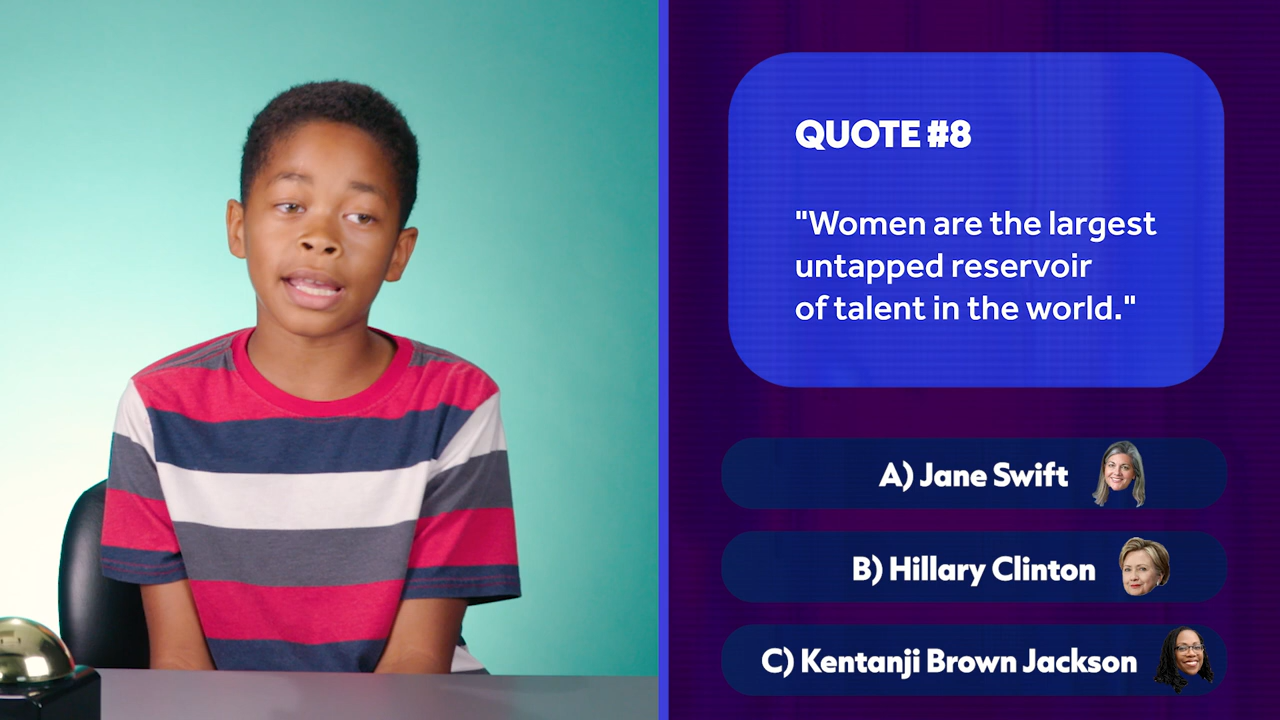 QUOTE #8
"Women are the largest
untapped reservoir
of talent in the world."
A) Jane Swift
B) Hillary Clinton
C) Kentanji Brown Jackson